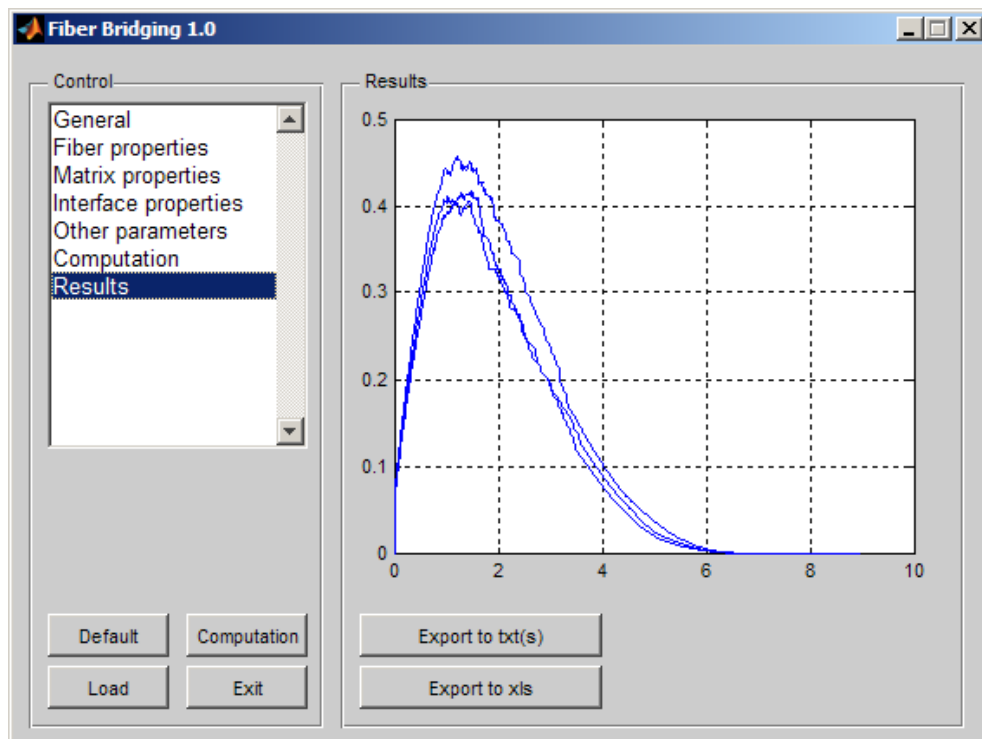 Fiber Bridging 1.0
Control
General
Fiber properties
Matrix properties
Interface properties
Other parameters
Computation
Results
Default
Computation
Load
Exit
Results
0.5
0.4
0.3
0.2
0.1
0
0 2 4 6 8 10
Export to txt(s)
Export to xls